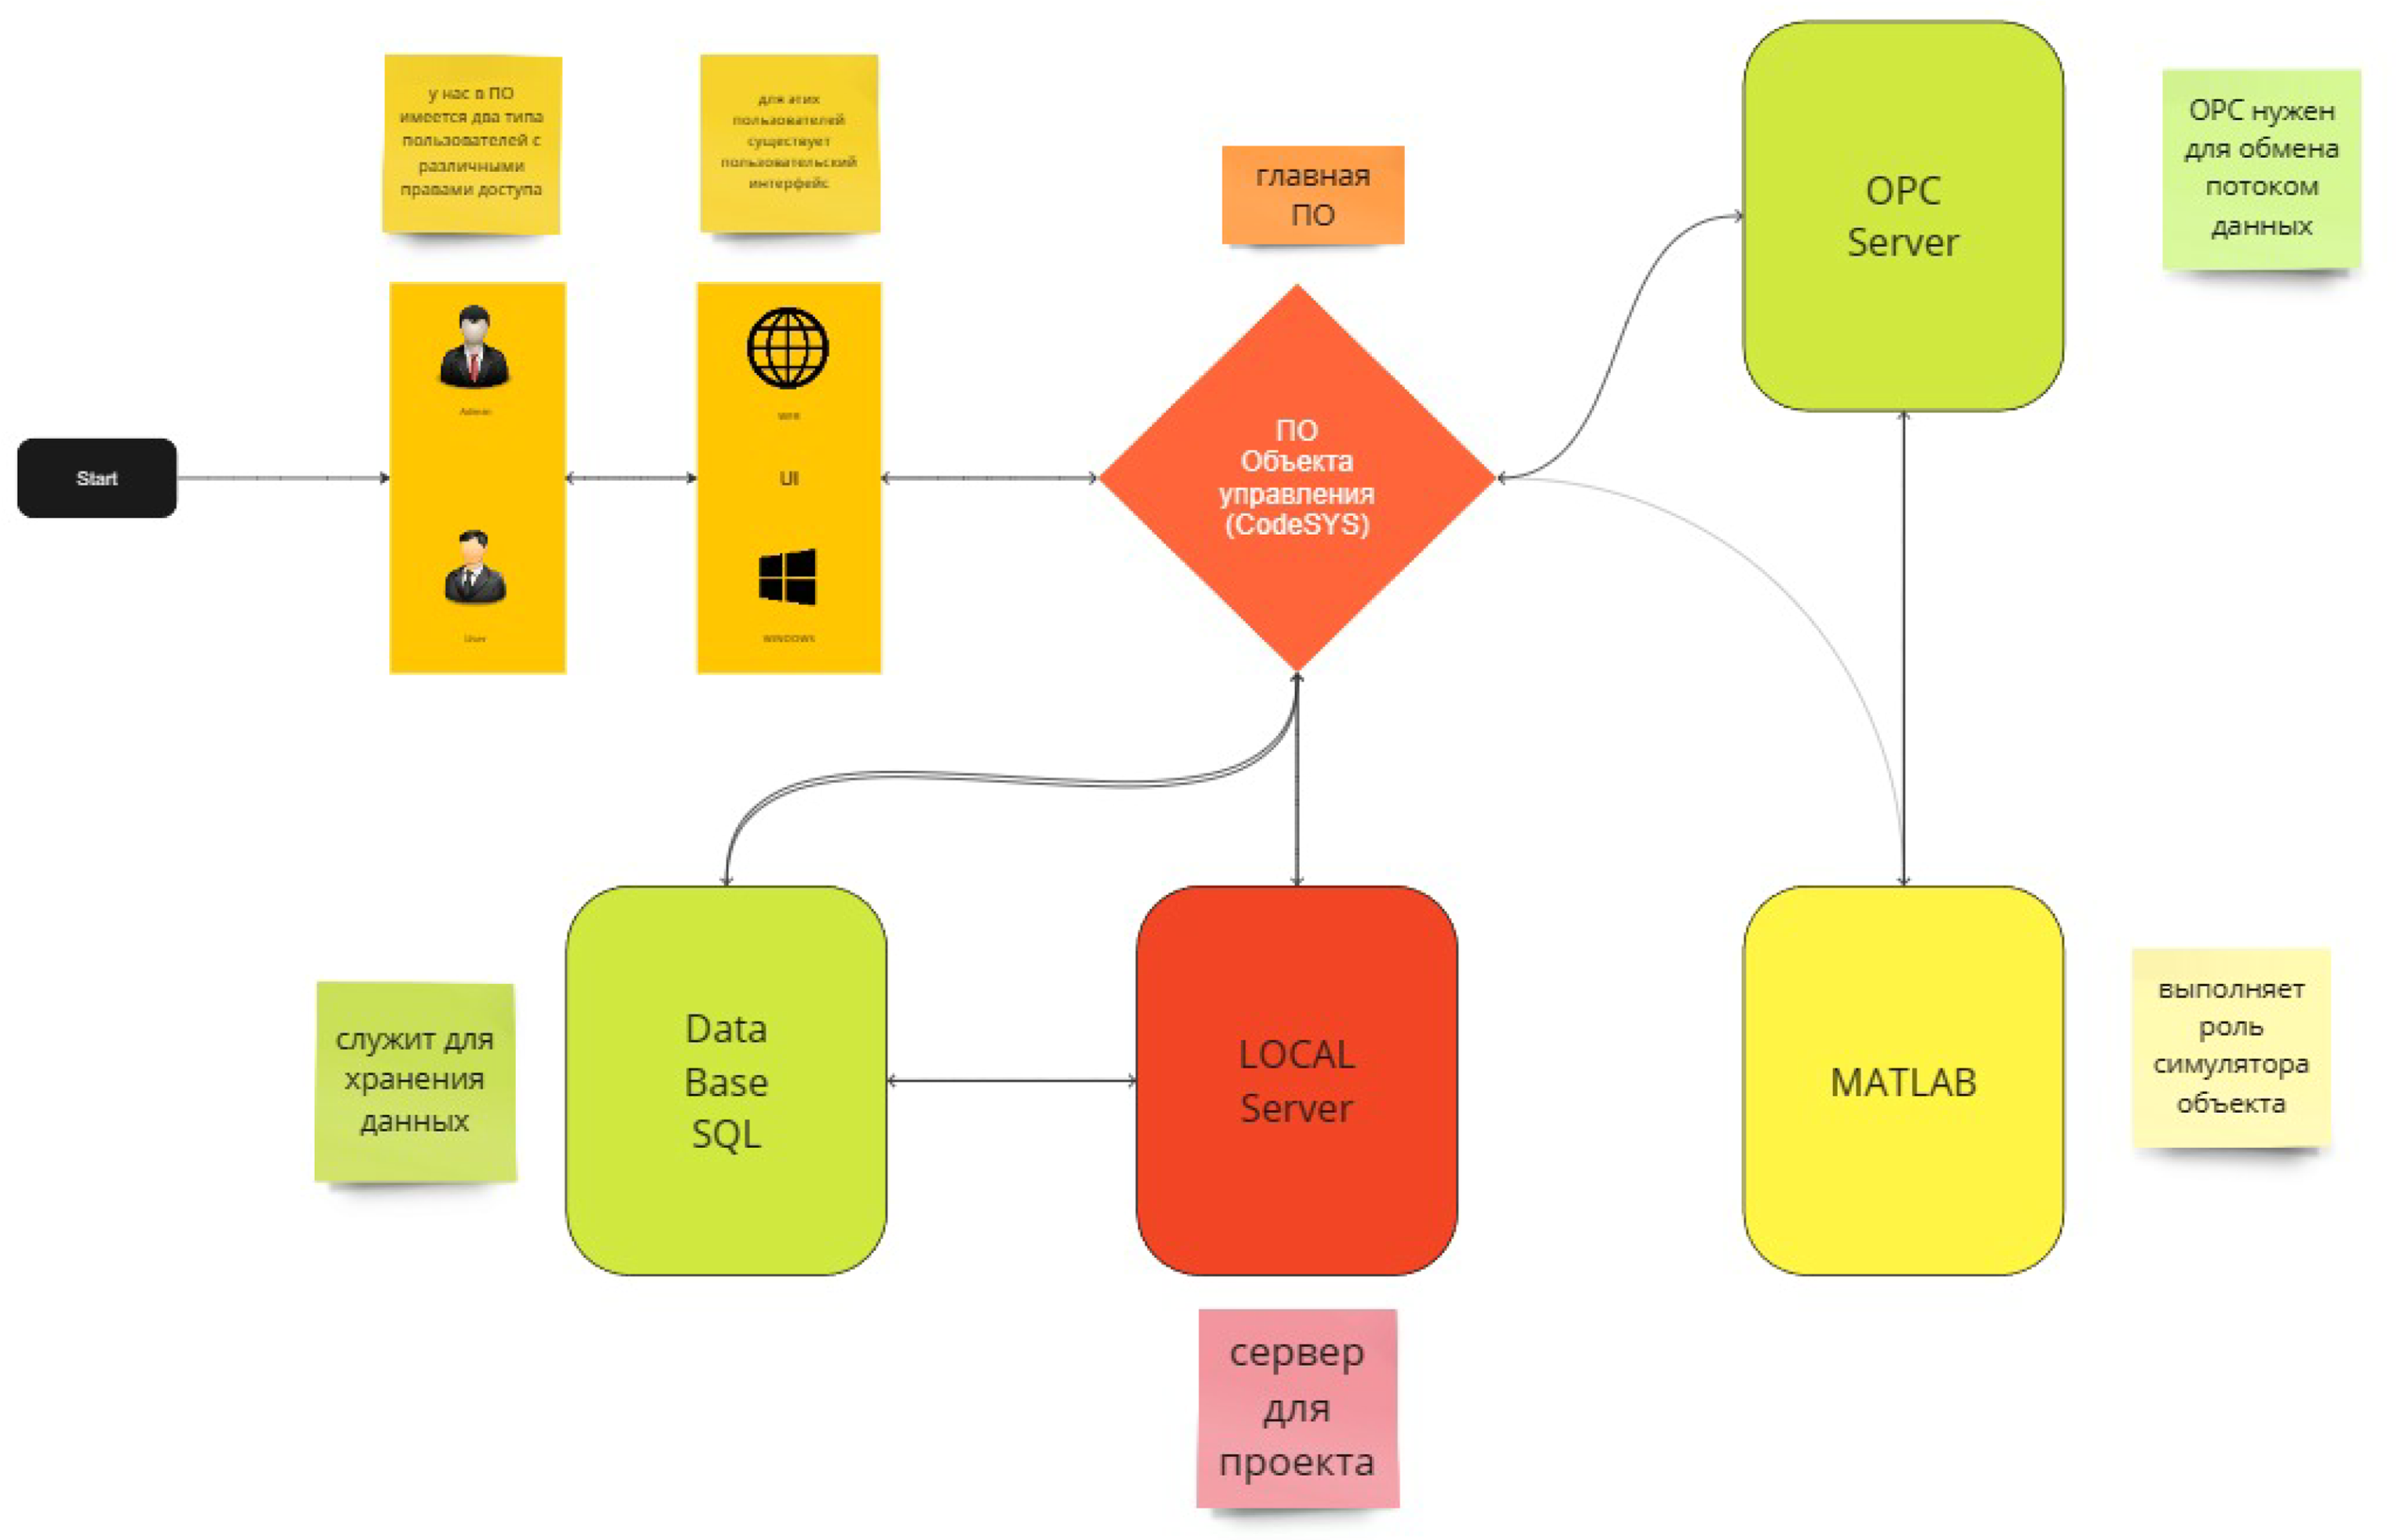 у нас в ПО
имеется два типа
пользователей с
различными
правами доступа
для этих
пользователей
существует
пользовательский
интерфейс
главная
ПО
OPC
Server
OPC нужен
для обмена
потоком
данных
Start
Admin
User
WEB
UI
WINDOWS
ПО
Объекта
управления
(CodeSYS)
служит для
хранения
данных
Data
Base
SQL
LOCAL
Server
MATLAB
выполняет
роль
симулятора
объекта
сервер
для
проекта